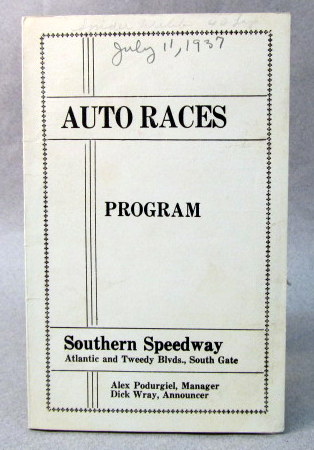 July 11, 1937
AUTO RACES
PROGRAM
Southern Speedway
Atlantic and Tweedy Blvds., South Gate
Alex Podurgiel, Manager
Dick Wray, Announcer